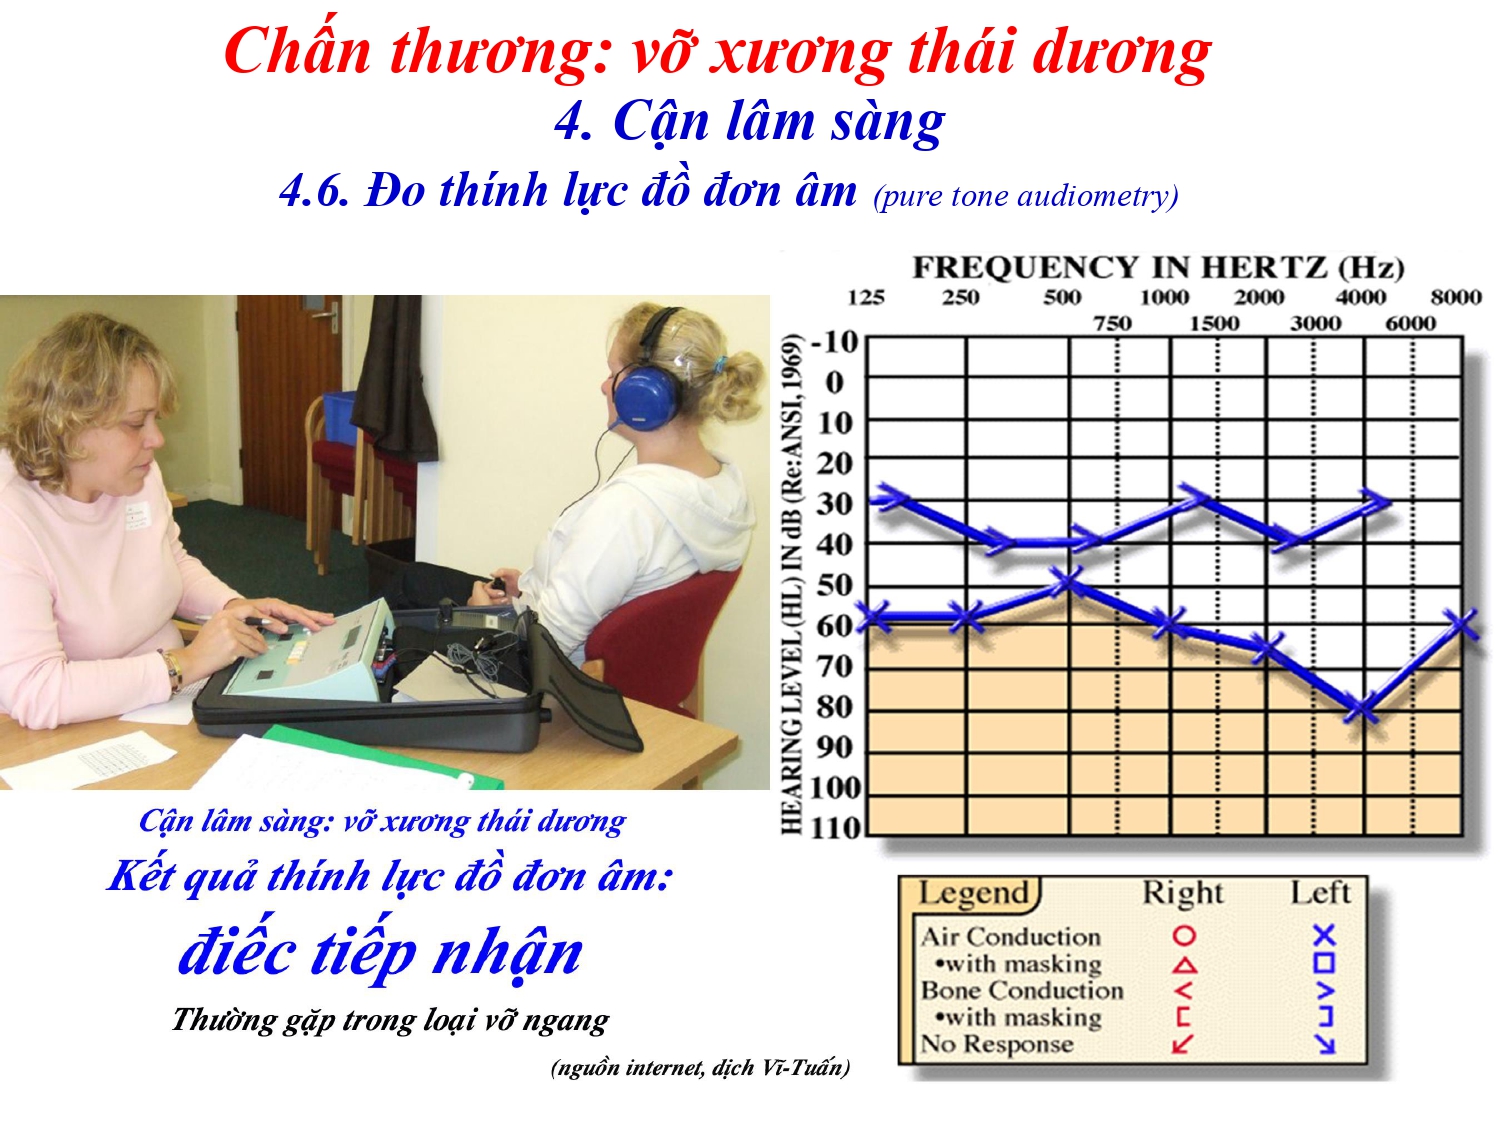 Chấn thương: vỡ xương thái dương
4. Cận lâm sàng
4.6. Đo thính lực đồ đơn âm (pure tone audiometry)
FREQUENCY IN HERTZ (Hz)
125 250 500 1000 2000 4000 8000
750 1500 3000 6000
HEARING LEVEL (HL) IN dB (Re: ANSI, 1969)
-10
0
10
20
30
40
50
60
70
80
90
100
110
Cận lâm sàng: vỡ xương thái dương
Kết quả thính lực đồ đơn âm:
điếc tiếp nhận
Thường gặp trong loại vỡ ngang
(nguồn internet, dịch Vĩ-Tuấn)
Legend Right Left
Air Conduction
•with masking
Bone Conduction
•with masking
No Response